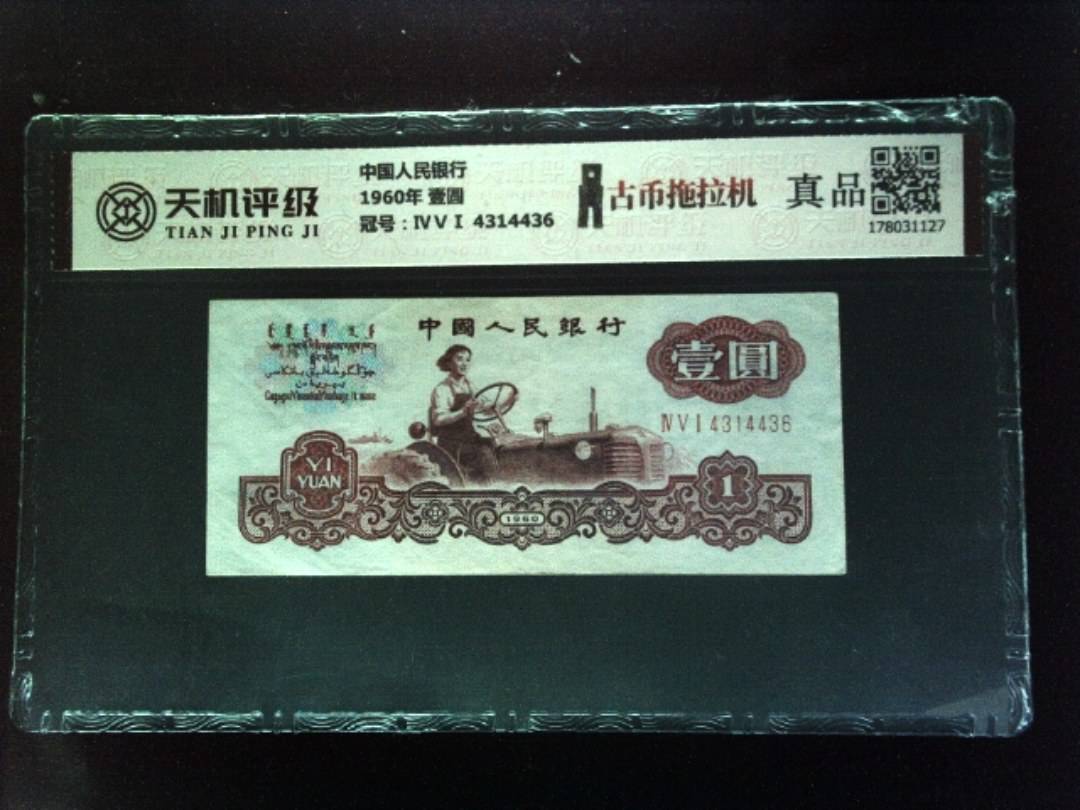 天机评级
TIAN JI PING JI
中国人民银行
1960年 壹圆
冠号：ⅣⅤⅠ 4314436
古币拖拉机
真品
178031127
中國人民銀行
壹圓
ⅣⅤⅠ4314436
YI
YUAN
1960
1